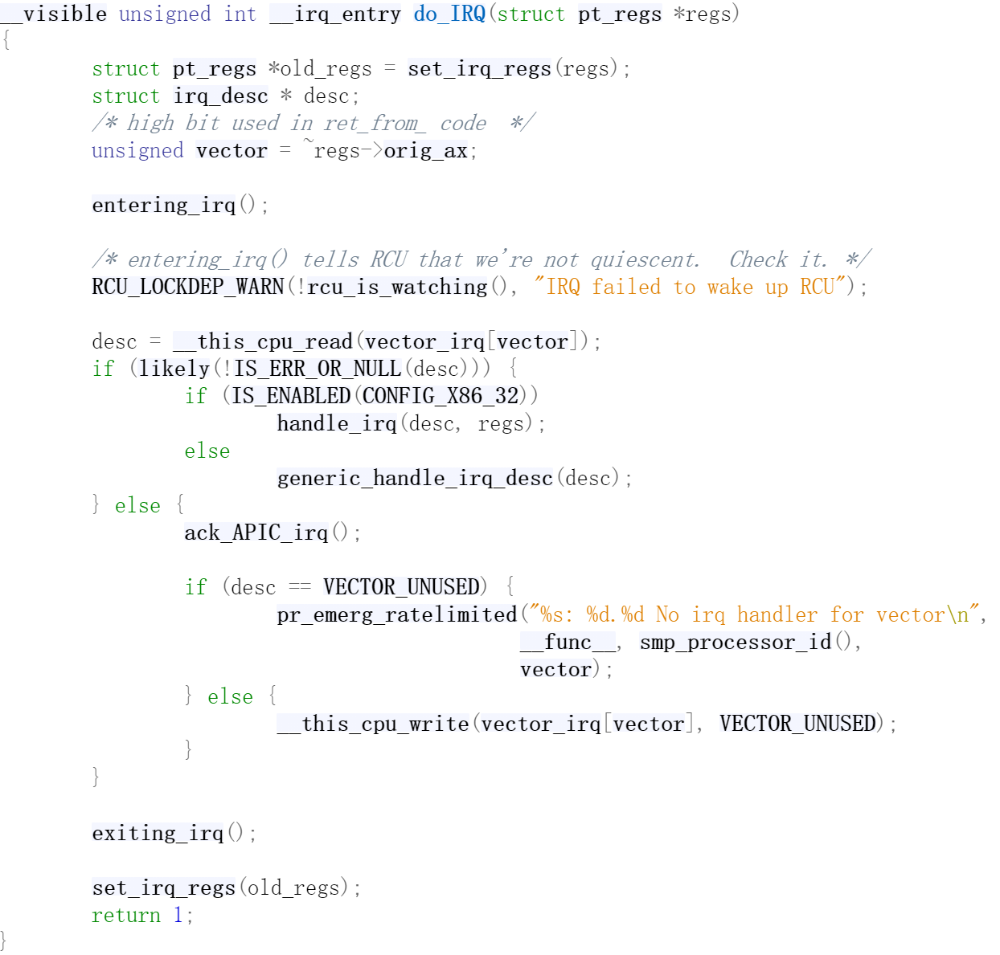 __visible unsigned int __irq_entry do_IRQ(struct pt_regs *regs)
{
        struct pt_regs *old_regs = set_irq_regs(regs);
        struct irq_desc * desc;
        /* high bit used in ret_from_ code  */
        unsigned vector = ~regs->orig_ax;

        entering_irq();

        /* entering_irq() tells RCU that we're not quiescent.  Check it. */
        RCU_LOCKDEP_WARN(!rcu_is_watching(), "IRQ failed to wake up RCU");

        desc = __this_cpu_read(vector_irq[vector]);
        if (likely(!IS_ERR_OR_NULL(desc))) {
                if (IS_ENABLED(CONFIG_X86_32))
                        handle_irq(desc, regs);
                else
                        generic_handle_irq_desc(desc);
        } else {
                ack_APIC_irq();

                if (desc == VECTOR_UNUSED) {
                        pr_emerg_ratelimited("%s: %d.%d No irq handler for vector\n",
                                             __func__, smp_processor_id(),
                                             vector);
                } else {
                        __this_cpu_write(vector_irq[vector], VECTOR_UNUSED);
                }
        }

        exiting_irq();

        set_irq_regs(old_regs);
        return 1;
}